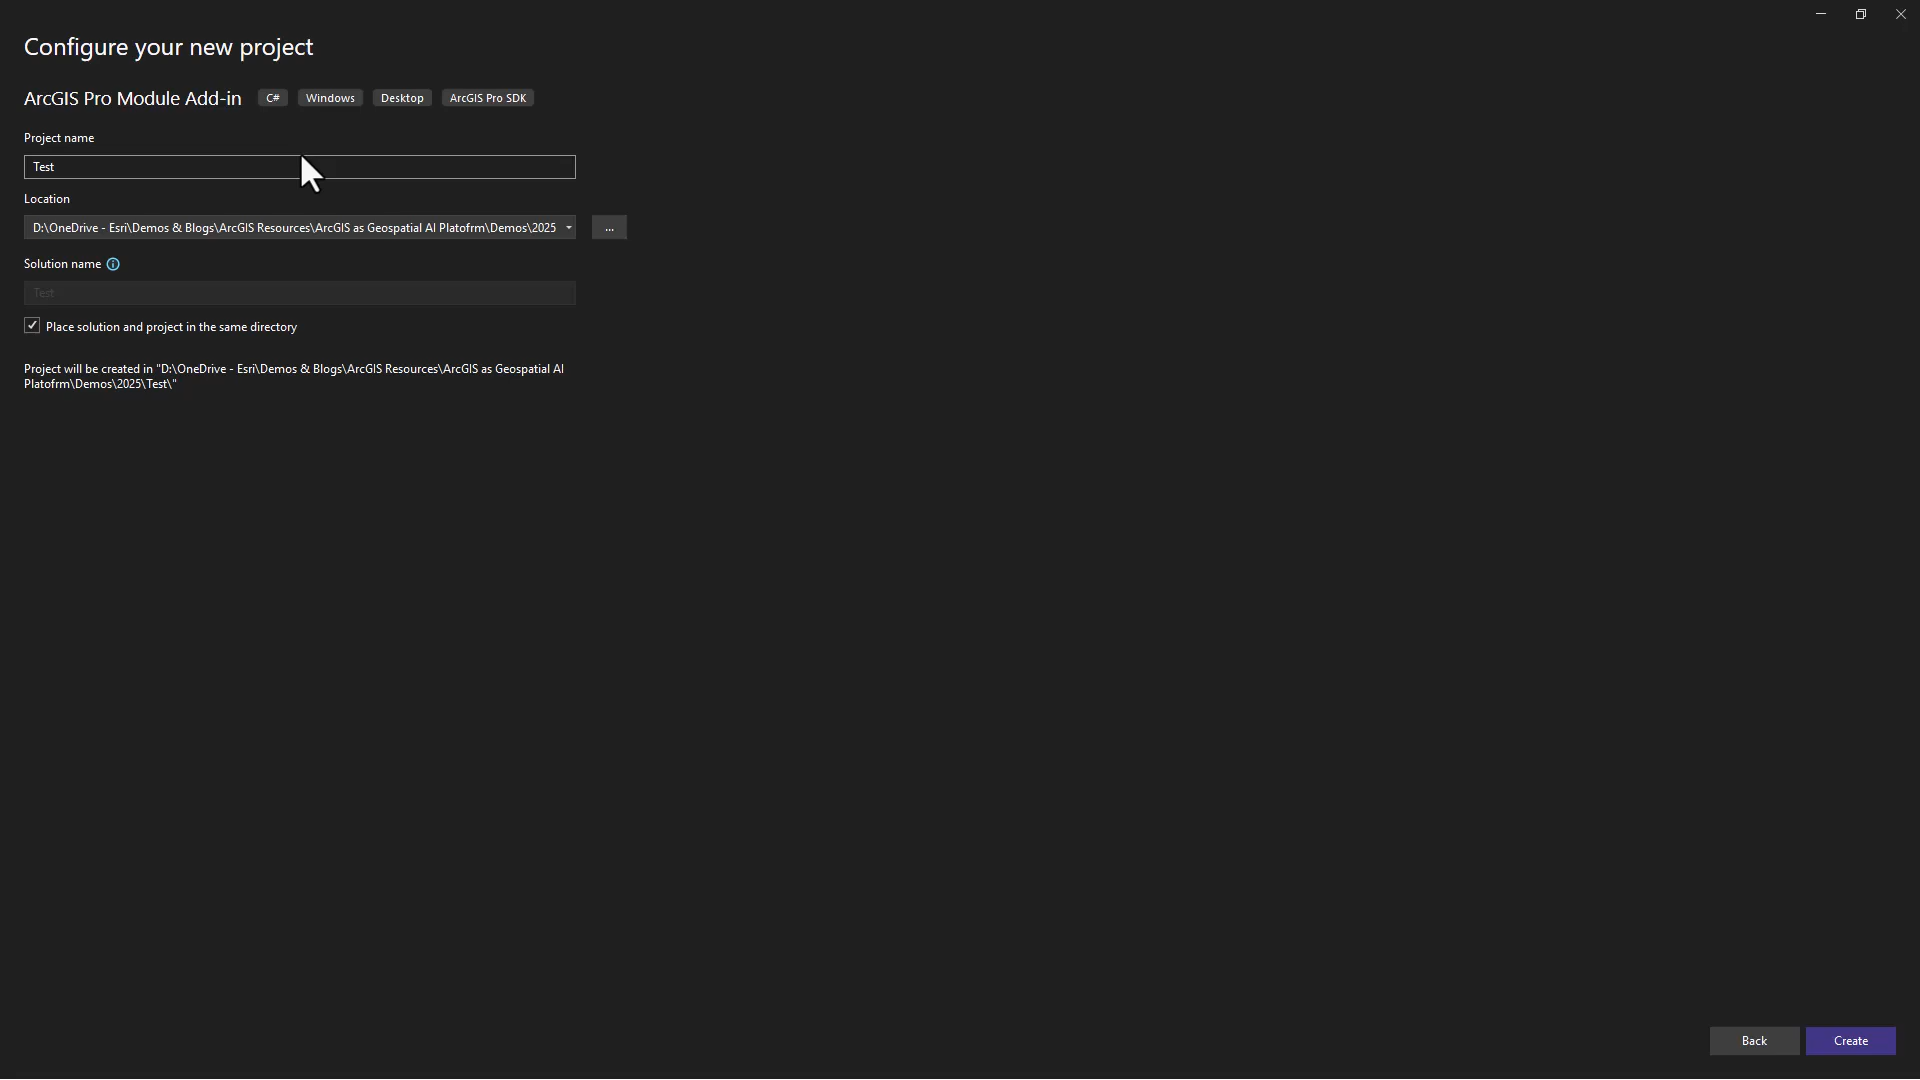 Configure your new project
ArcGIS Pro Module Add-in C# Windows Desktop ArcGIS Pro SDK
Project name
Test
Location
D:\OneDrive - Esri\Demos & Blogs\ArcGIS Resources\ArcGIS as Geospatial AI Platofrm\Demos\2025 ...
Solution name
Test
Place solution and project in the same directory
Project will be created in "D:\OneDrive - Esri\Demos & Blogs\ArcGIS Resources\ArcGIS as Geospatial AI
Platofrm\Demos\2025\Test\"
Back Create